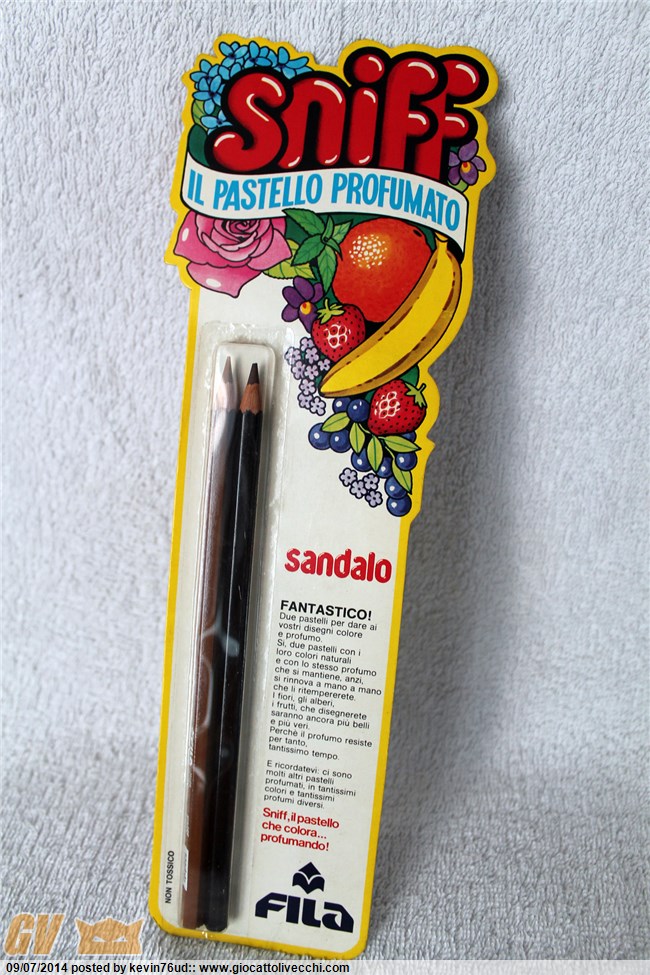 sniff
IL PASTELLO PROFUMATO
sandalo
FANTASTICO!
Due pastelli per dare ai
vostri disegni colore
e profumo.
Sì, due pastelli con i
loro colori naturali
e con lo stesso profumo
che si mantiene, anzi,
si rinnova a mano a mano
che li ritempererete.
I fiori, gli alberi,
i frutti, che disegnerete
saranno ancora più belli
e più veri.
Perchè il profumo resiste
per tanto,
tantissimo tempo.
E ricordatevi: ci sono
molti altri pastelli
profumati, in tantissimi
colori e tantissimi
profumi diversi.
Sniff, il pastello
che colora...
profumando!
NON TOSSICO
FILA
GV
09/07/2014 posted by kevin76ud:: www.giocattolivecchi.com